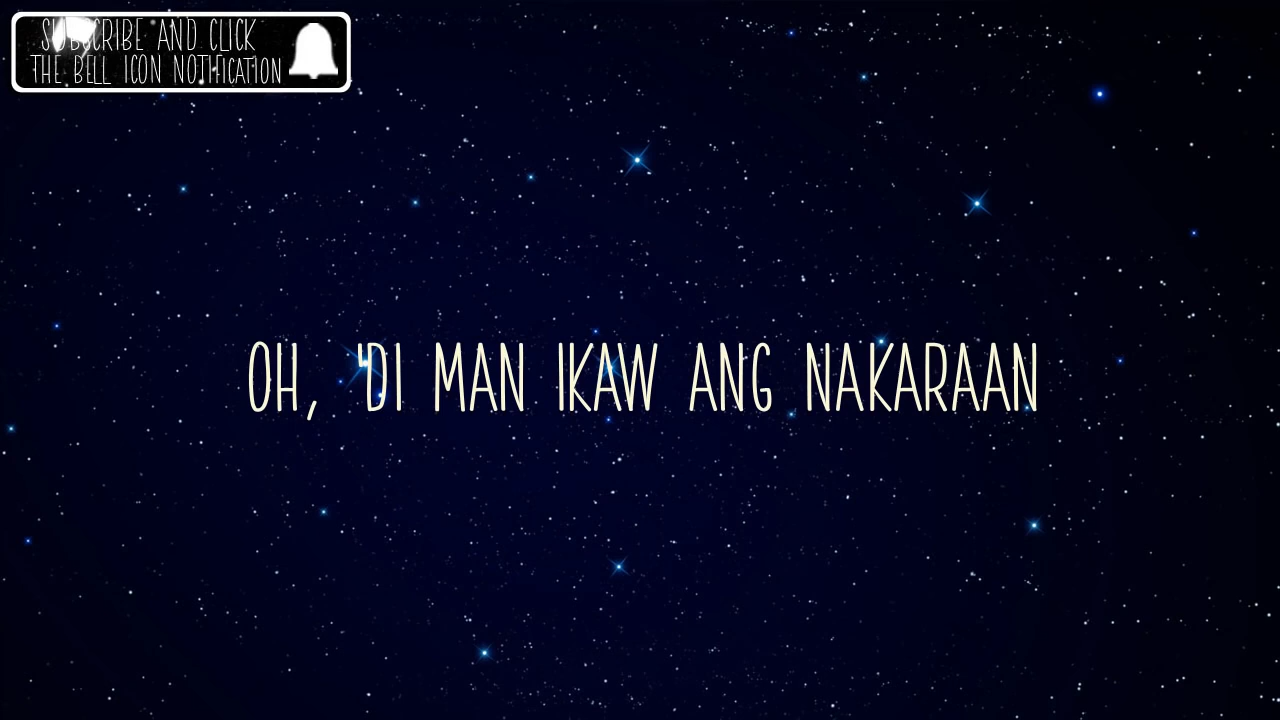 SUBSCRIBE AND CLICK
THE BELL ICON NOTIFICATION
OH, 'DI MAN IKAW ANG NAKARAAN